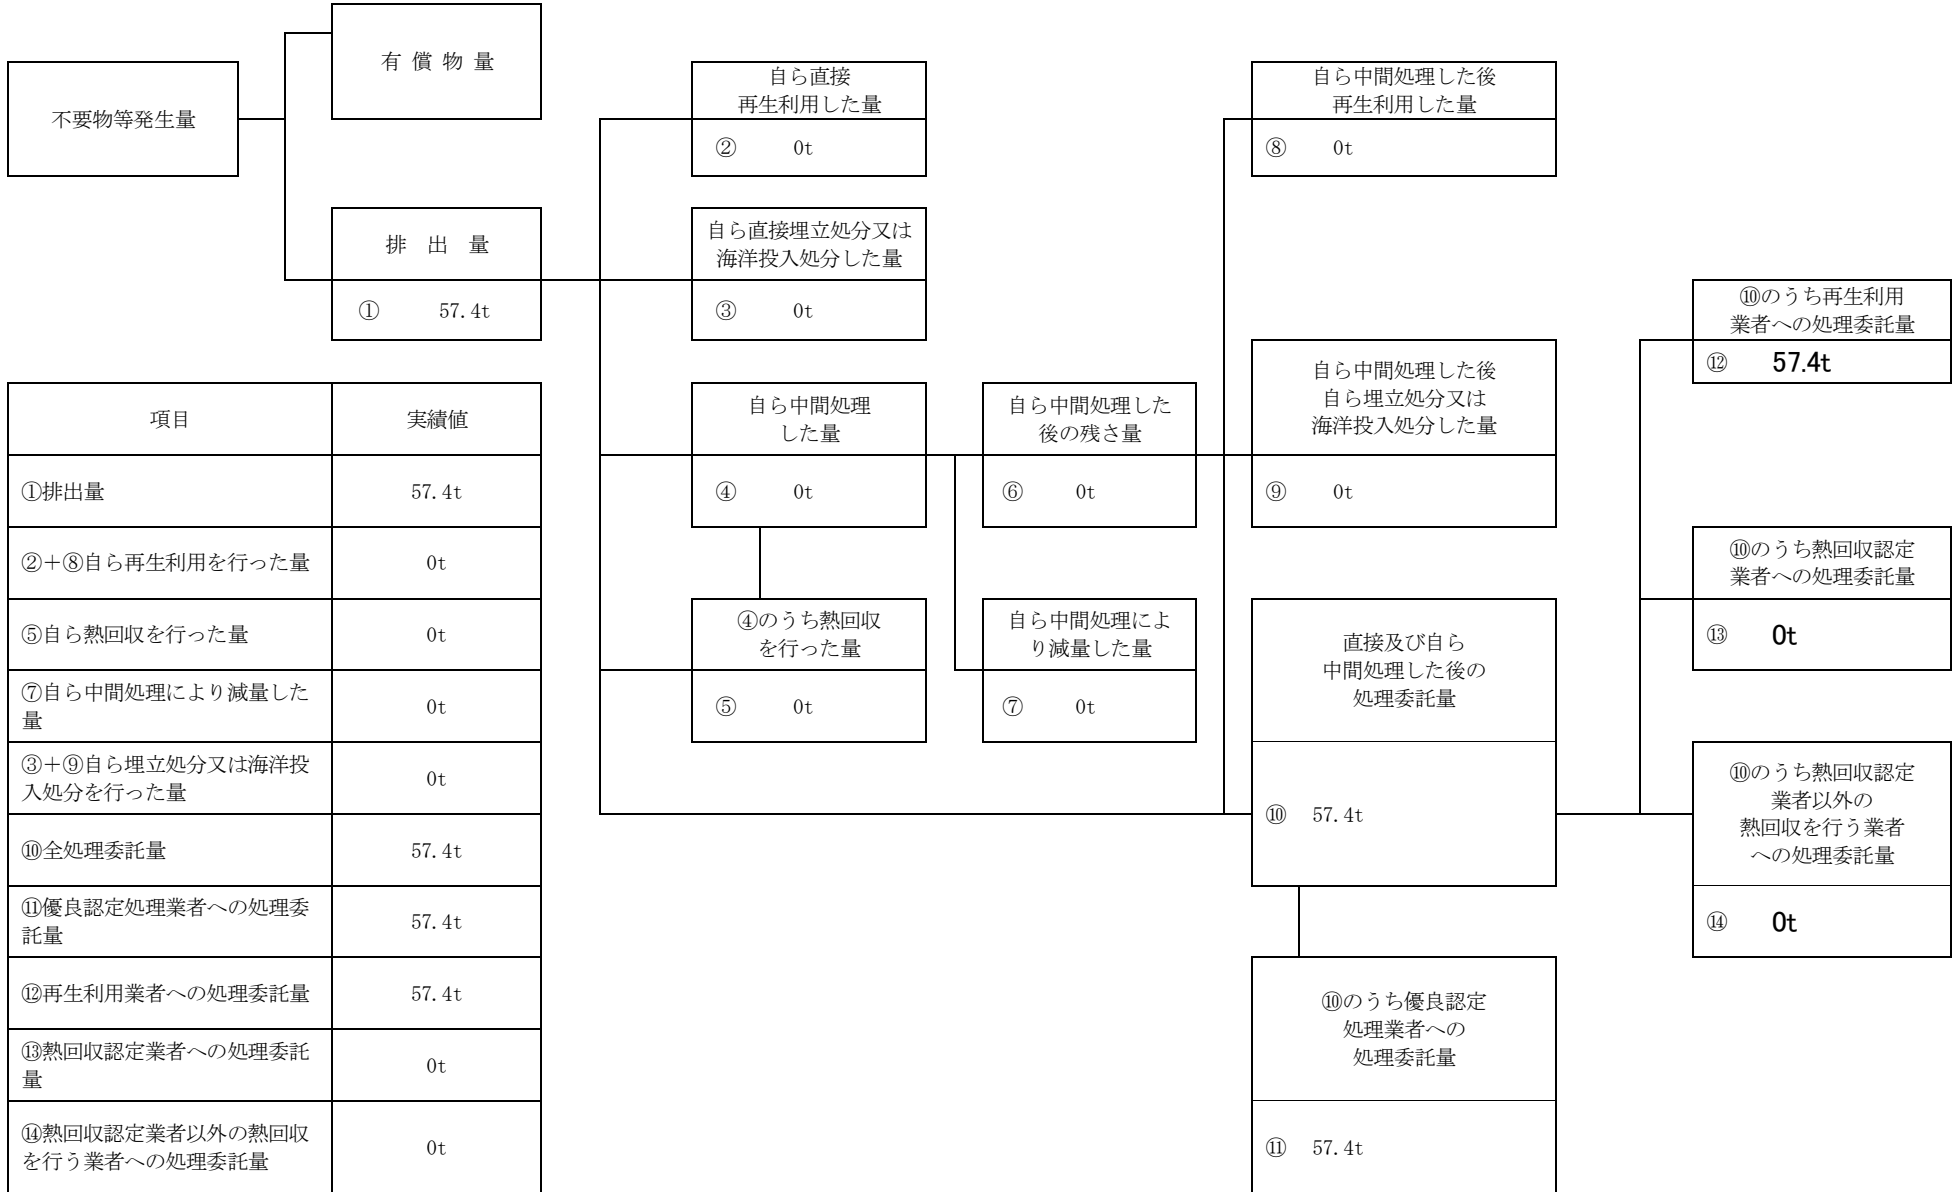 有 償 物 量
不要物等発生量
排 出 量
① 57.4t
自ら直接
再生利用した量
② 0t
自ら直接埋立処分又は
海洋投入処分した量
③ 0t
自ら中間処理
した量
④ 0t
④のうち熱回収
を行った量
⑤ 0t
自ら中間処理した
後の残さ量
⑥ 0t
自ら中間処理によ
り減量した量
⑦ 0t
自ら中間処理した後
再生利用した量
⑧ 0t
自ら中間処理した後
自ら埋立処分又は
海洋投入処分した量
⑨ 0t
直接及び自ら
中間処理した後の
処理委託量
⑩ 57.4t
⑩のうち優良認定
処理業者への
処理委託量
⑪ 57.4t
⑩のうち再生利用
業者への処理委託量
⑫ 57.4t
⑩のうち熱回収認定
業者への処理委託量
⑬ 0t
⑩のうち熱回収認定
業者以外の
熱回収を行う業者
への処理委託量
⑭ 0t
項目 実績値
①排出量 57.4t
②＋⑧自ら再生利用を行った量 0t
⑤自ら熱回収を行った量 0t
⑦自ら中間処理により減量した
量 0t
③＋⑨自ら埋立処分又は海洋投
入処分を行った量 0t
⑩全処理委託量 57.4t
⑪優良認定処理業者への処理委
託量 57.4t
⑫再生利用業者への処理委託量 57.4t
⑬熱回収認定業者への処理委託
量 0t
⑭熱回収認定業者以外の熱回収
を行う業者への処理委託量 0t